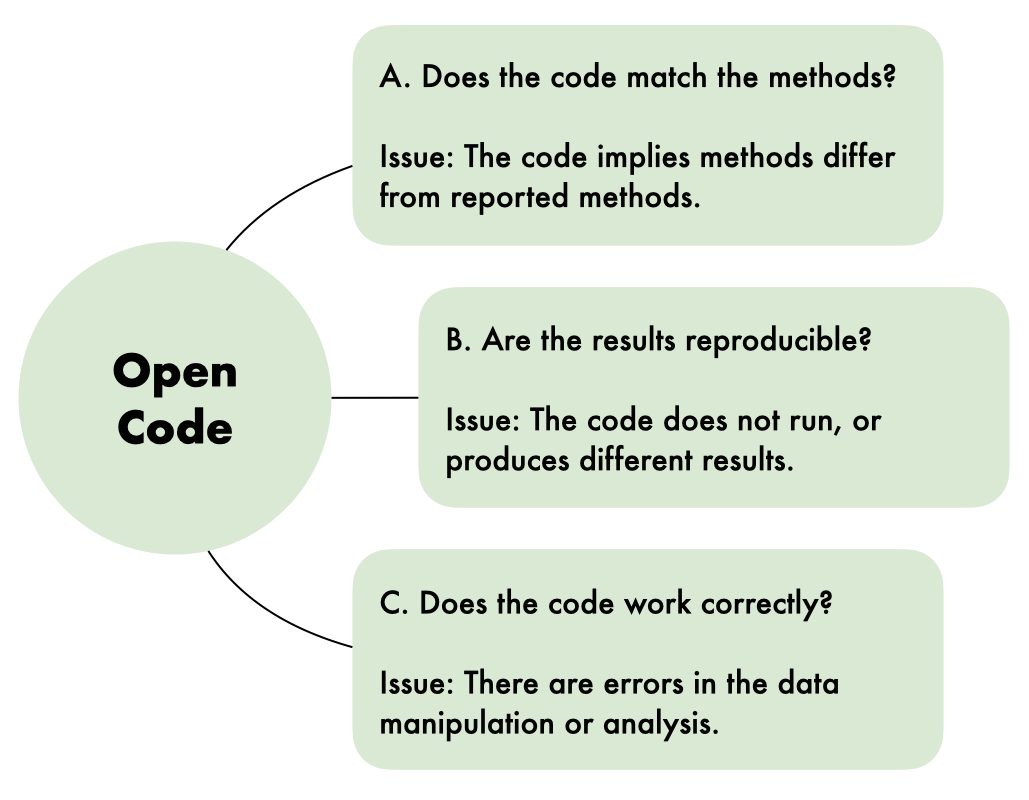 Open
Code
A. Does the code match the methods?
Issue: The code implies methods differ
from reported methods.
B. Are the results reproducible?
Issue: The code does not run, or
produces different results.
C. Does the code work correctly?
Issue: There are errors in the data
manipulation or analysis.